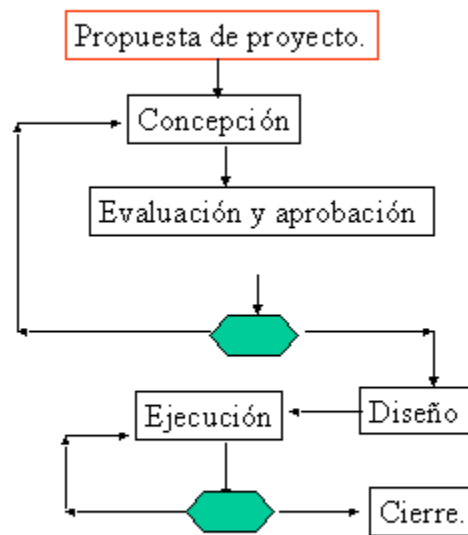 Propuesta de proyecto.
Concepción
Evaluación y aprobación
Ejecución
Diseño
Cierre.